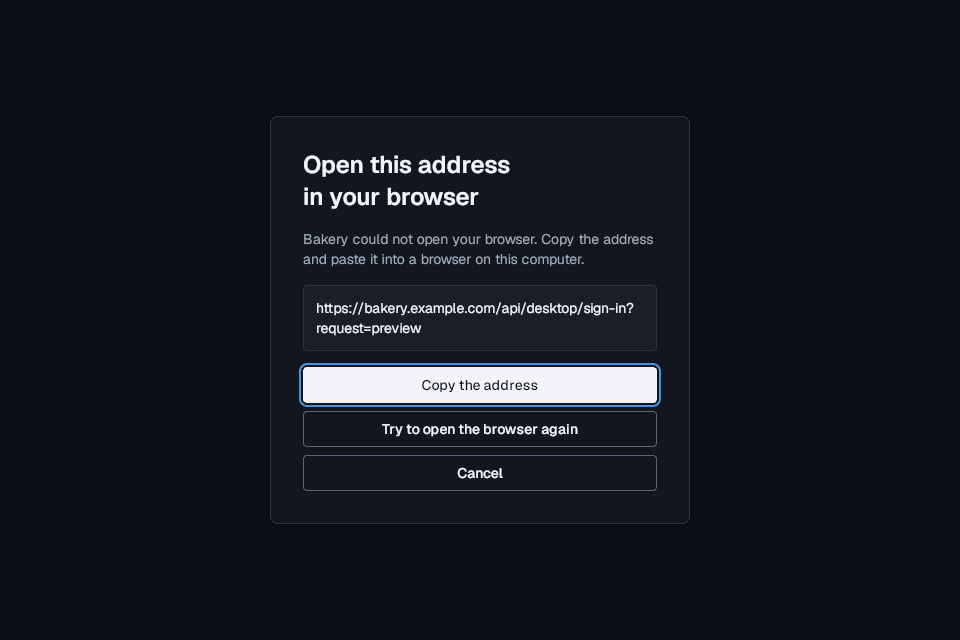 Open this address
in your browser
Bakery could not open your browser. Copy the address
and paste it into a browser on this computer.
https://bakery.example.com/api/desktop/sign-in?
request=preview
Copy the address
Try to open the browser again
Cancel